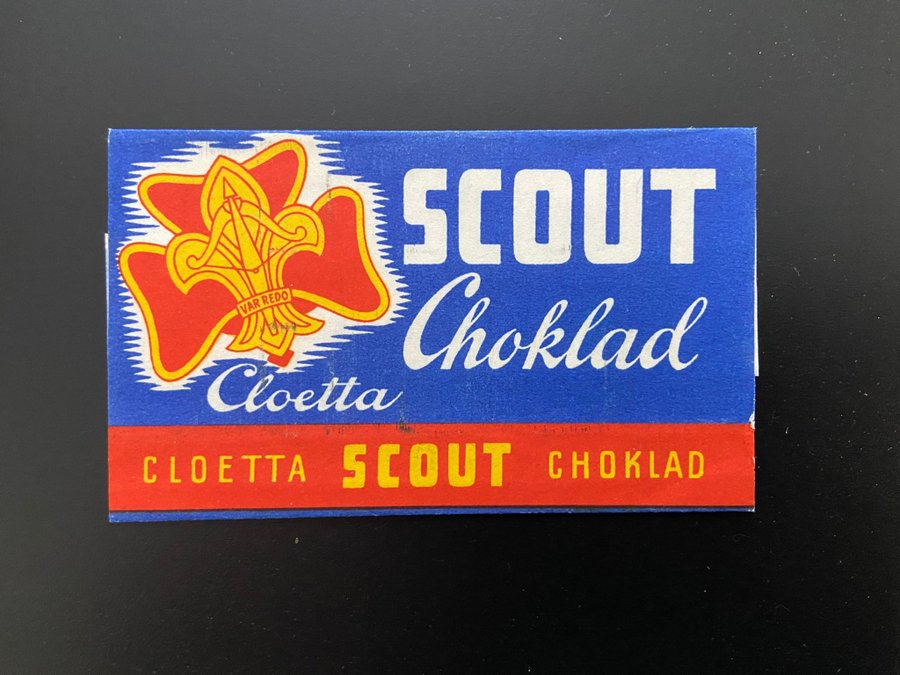 SCOUT
Choklad
VAR REDO
Cloetta
CLOETTA SCOUT CHOKLAD